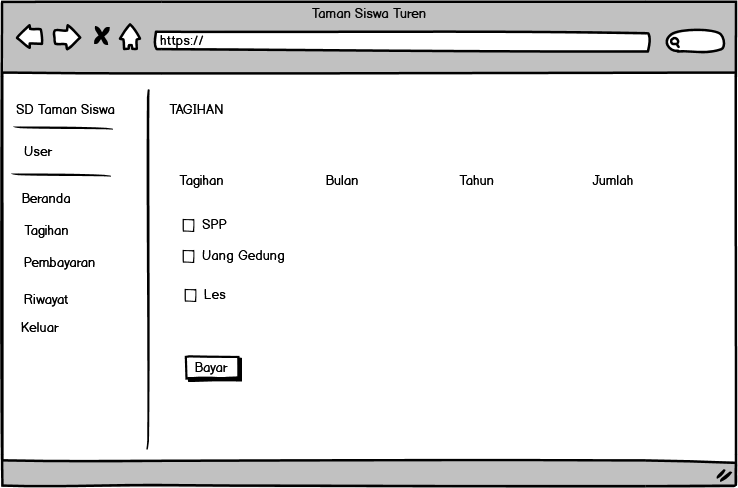 Taman Siswa Turen
https://
SD Taman Siswa
User
Beranda
Tagihan
Pembayaran
Riwayat
Keluar
TAGIHAN
Tagihan Bulan Tahun Jumlah
SPP
Uang Gedung
Les
Bayar